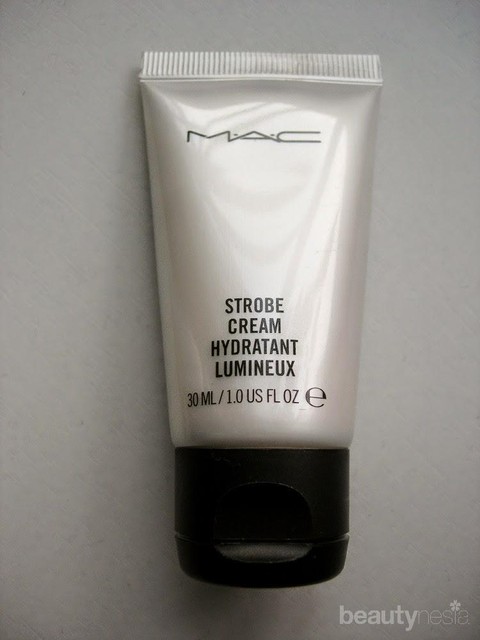 M·A·C
STROBE
CREAM
HYDRATANT
LUMINEUX
30 ML / 1.0 US FL OZ ℮
beautynesia